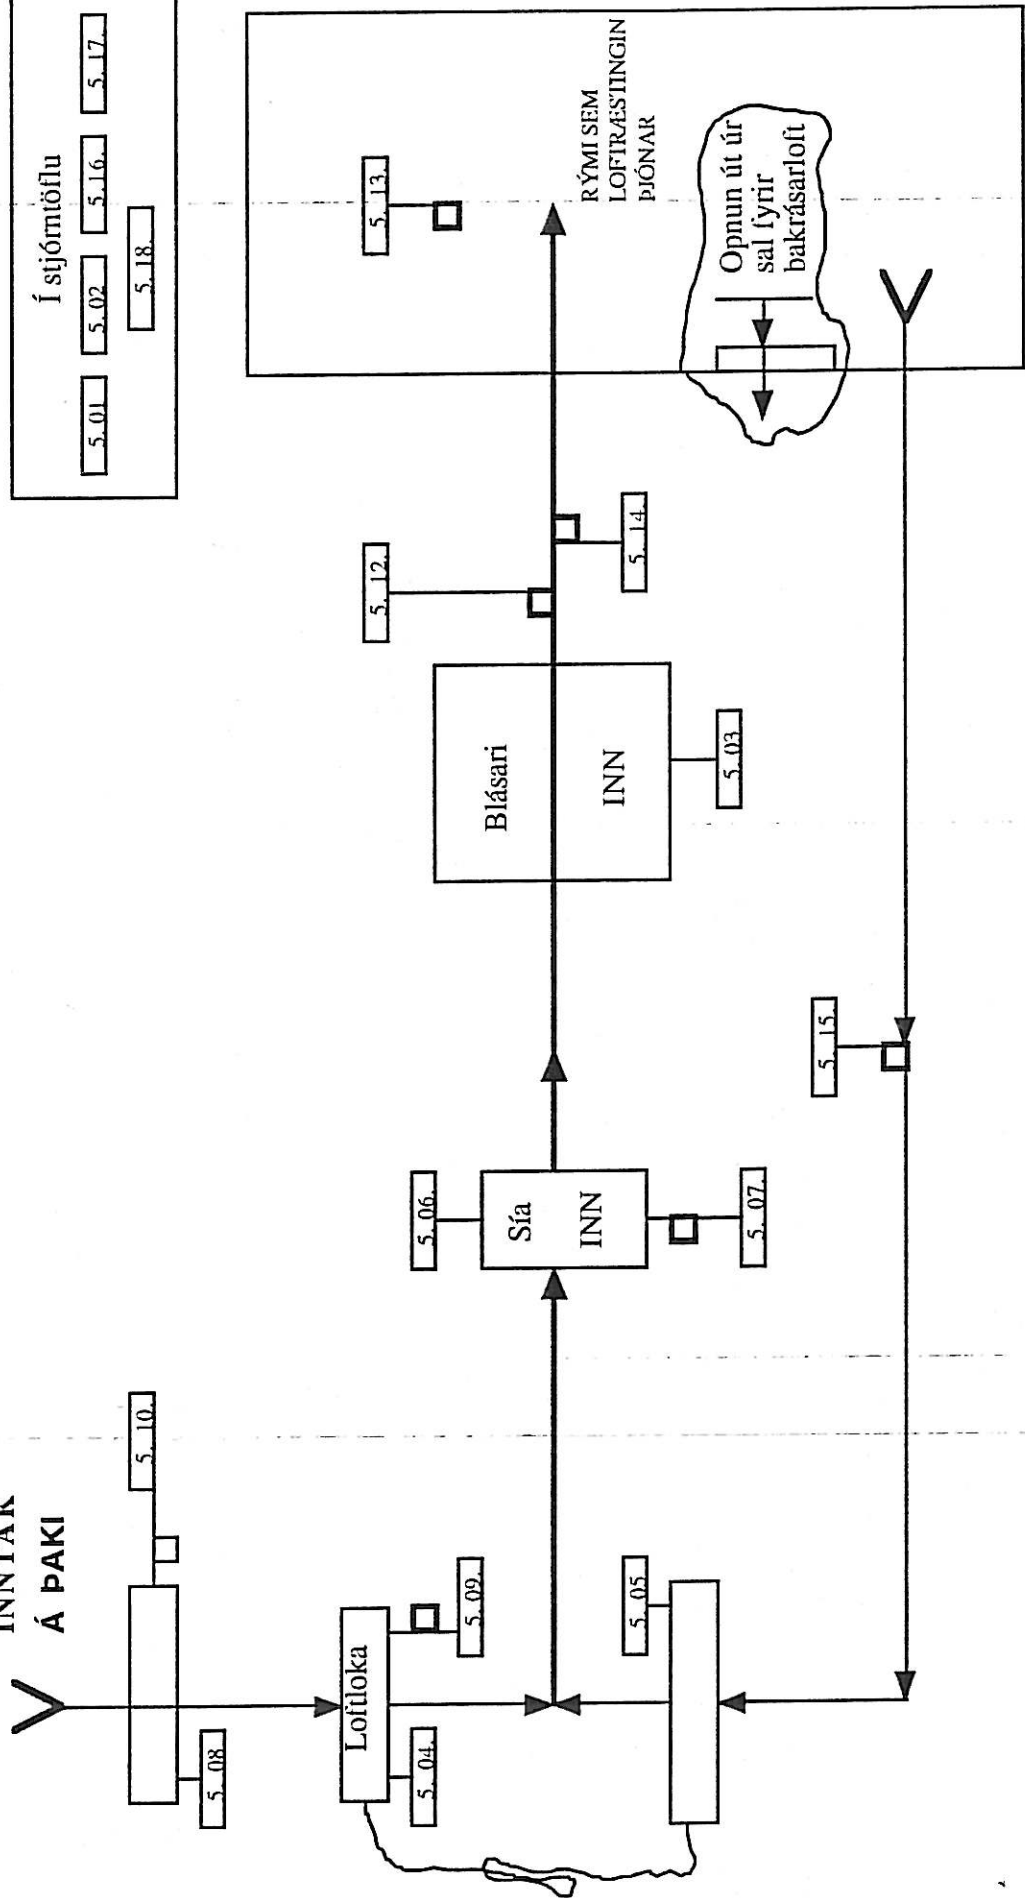 INNTAK
Á ÞAKI
5. 10.
5. 08
Loftloka
5. 09.
5. 04.
5. 05.
5. 06.
Sía
INN
5. 07.
Blásari
INN
5. 03
5. 12.
5. 14.
5. 15.
5. 13.
RÝMI SEM
LOFTRÆSTINGIN
ÞJÓNAR
Opnun út úr
sal fyrir
bakrásarloft
Í stjórntöflu
5.01
5. 02
5.16.
5. 17.
5. 18.